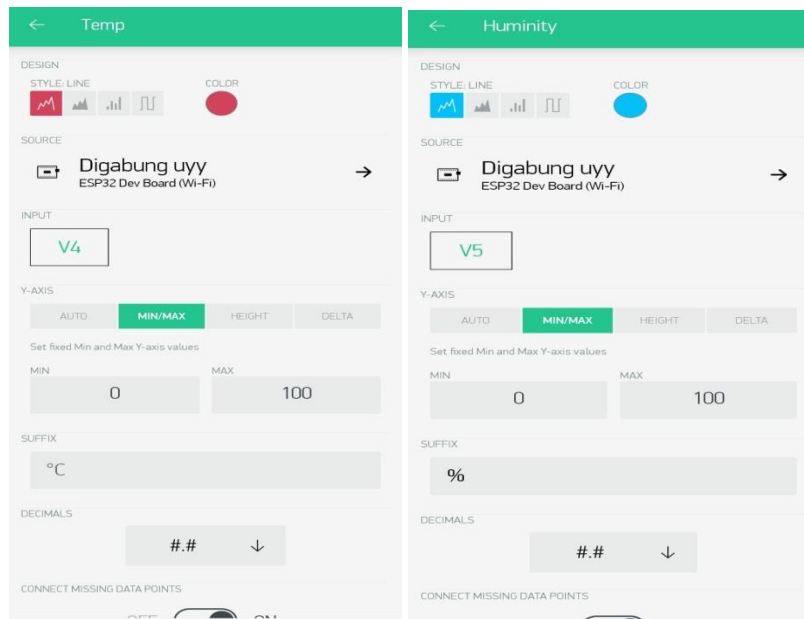 Temp
DESIGN
STYLE: LINE COLOR
SOURCE
Digabung uyy
ESP32 Dev Board (Wi-Fi)
INPUT
V4
Y-AXIS
AUTO MIN/MAX HEIGHT DELTA
Set fixed Min and Max Y-axis values
MIN MAX
0 100
SUFFIX
°C
DECIMALS
#.#
CONNECT MISSING DATA POINTS
Huminity
DESIGN
STYLE: LINE COLOR
SOURCE
Digabung uyy
ESP32 Dev Board (Wi-Fi)
INPUT
V5
Y-AXIS
AUTO MIN/MAX HEIGHT DELTA
Set fixed Min and Max Y-axis values
MIN MAX
0 100
SUFFIX
%
DECIMALS
#.#
CONNECT MISSING DATA POINTS